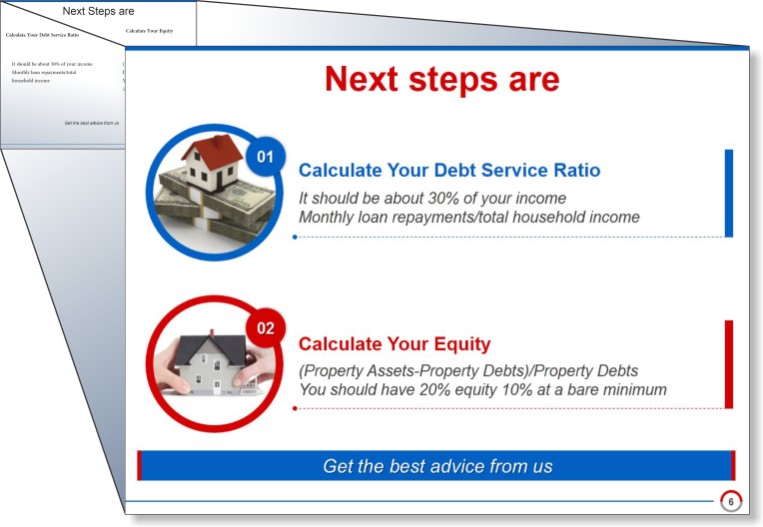 Next Steps are
Calculate Your Debt Service Ratio
Calculate Your Equity
It should be about 30% of your income
Monthly loan repayments/total
household income
Get the best advice from us
Next steps are
01
Calculate Your Debt Service Ratio
It should be about 30% of your income
Monthly loan repayments/total household income
02
Calculate Your Equity
(Property Assets-Property Debts)/Property Debts
You should have 20% equity 10% at a bare minimum
Get the best advice from us
6